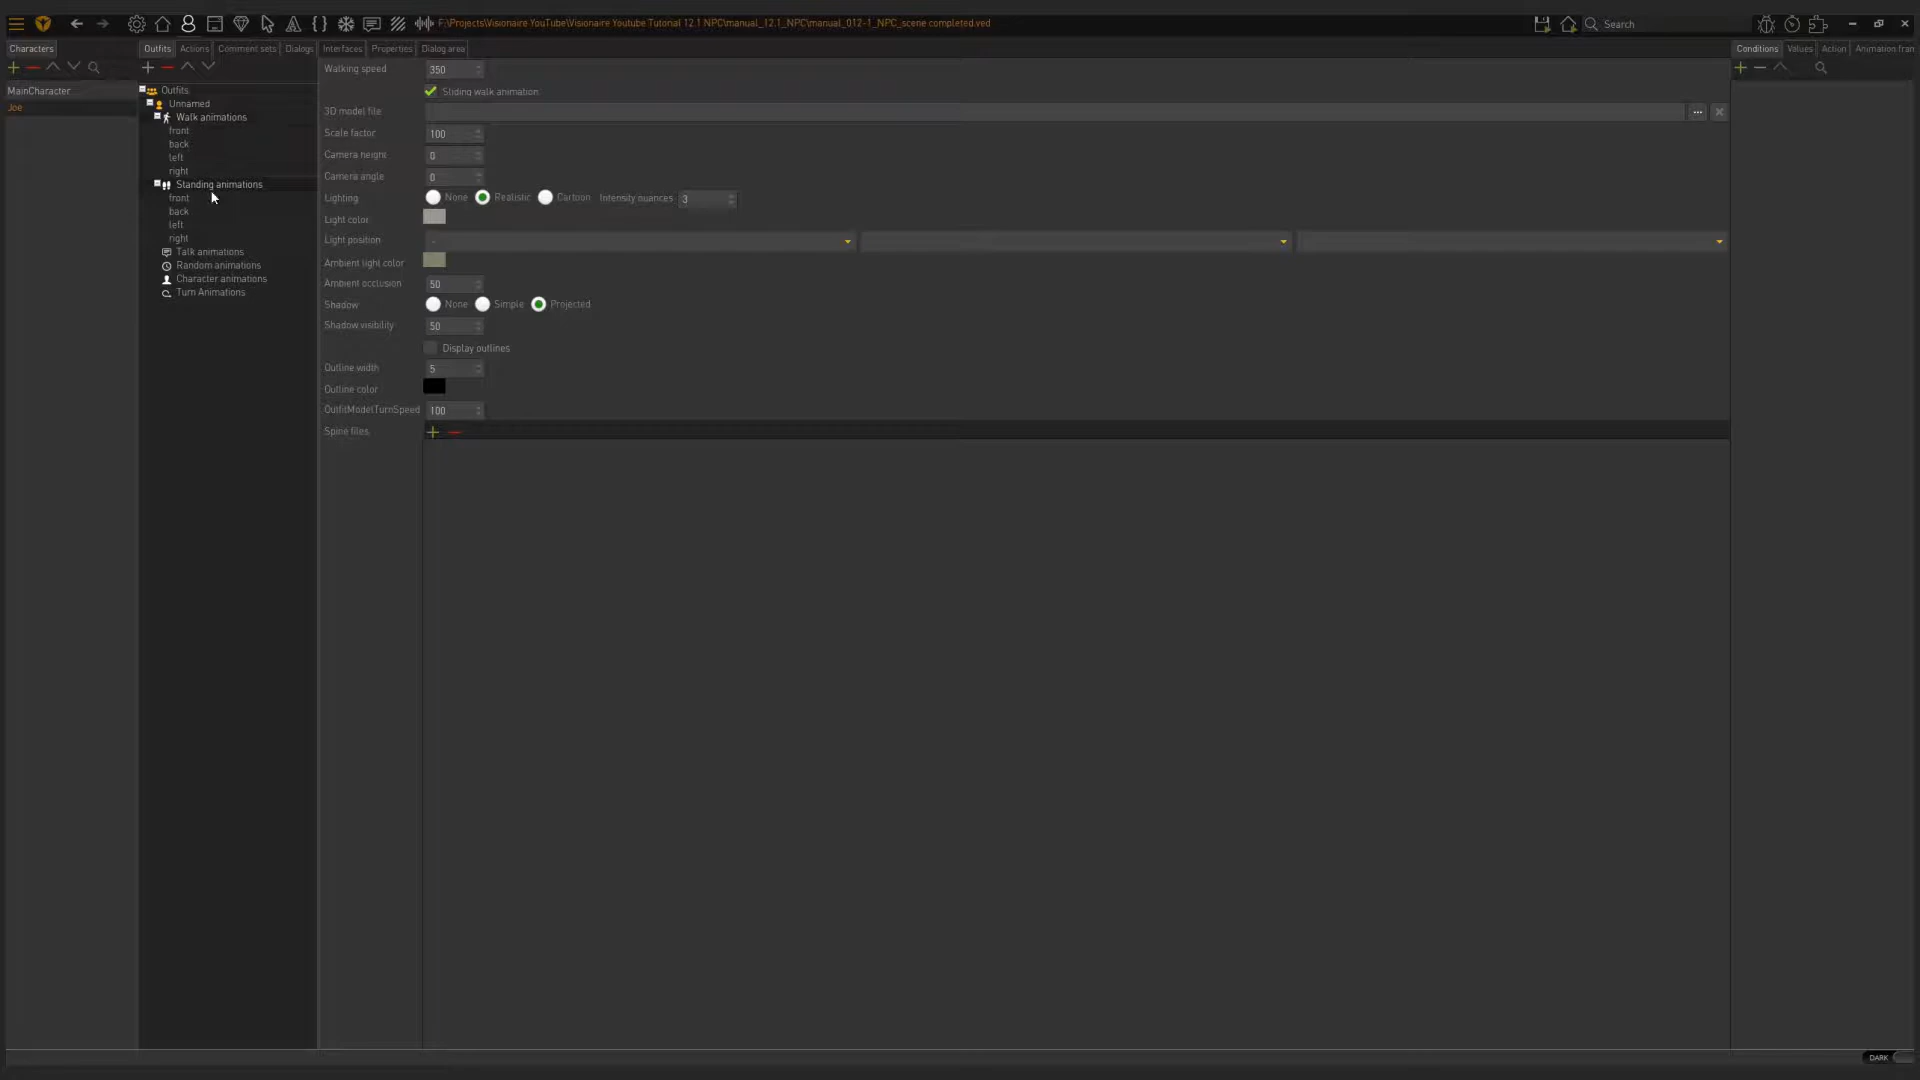 F:\Projects\Visionaire YouTube\Visionaire Youtube Tutorial 12.1 NPC\manual_12.1_NPC\manual_012-1_NPC_scene completed.ved
Search
Characters
Outfits Actions Comment sets Dialogs Interfaces Properties Dialog area
Conditions Values Action Animation fram
MainCharacter
Joe
Outfits
Unnamed
Walk animations
front
back
left
right
Standing animations
front
back
left
right
Talk animations
Random animations
Character animations
Turn Animations
Walking speed 350
Sliding walk animation
3D model file ...
Scale factor 100
Camera height 0
Camera angle 0
Lighting None Realistic Cartoon Intensity nuances 3
Light color
Light position -
Ambient light color
Ambient occlusion 50
Shadow None Simple Projected
Shadow visibility 50
Display outlines
Outline width 5
Outline color
OutfitModelTurnSpeed 100
Spine files
DARK